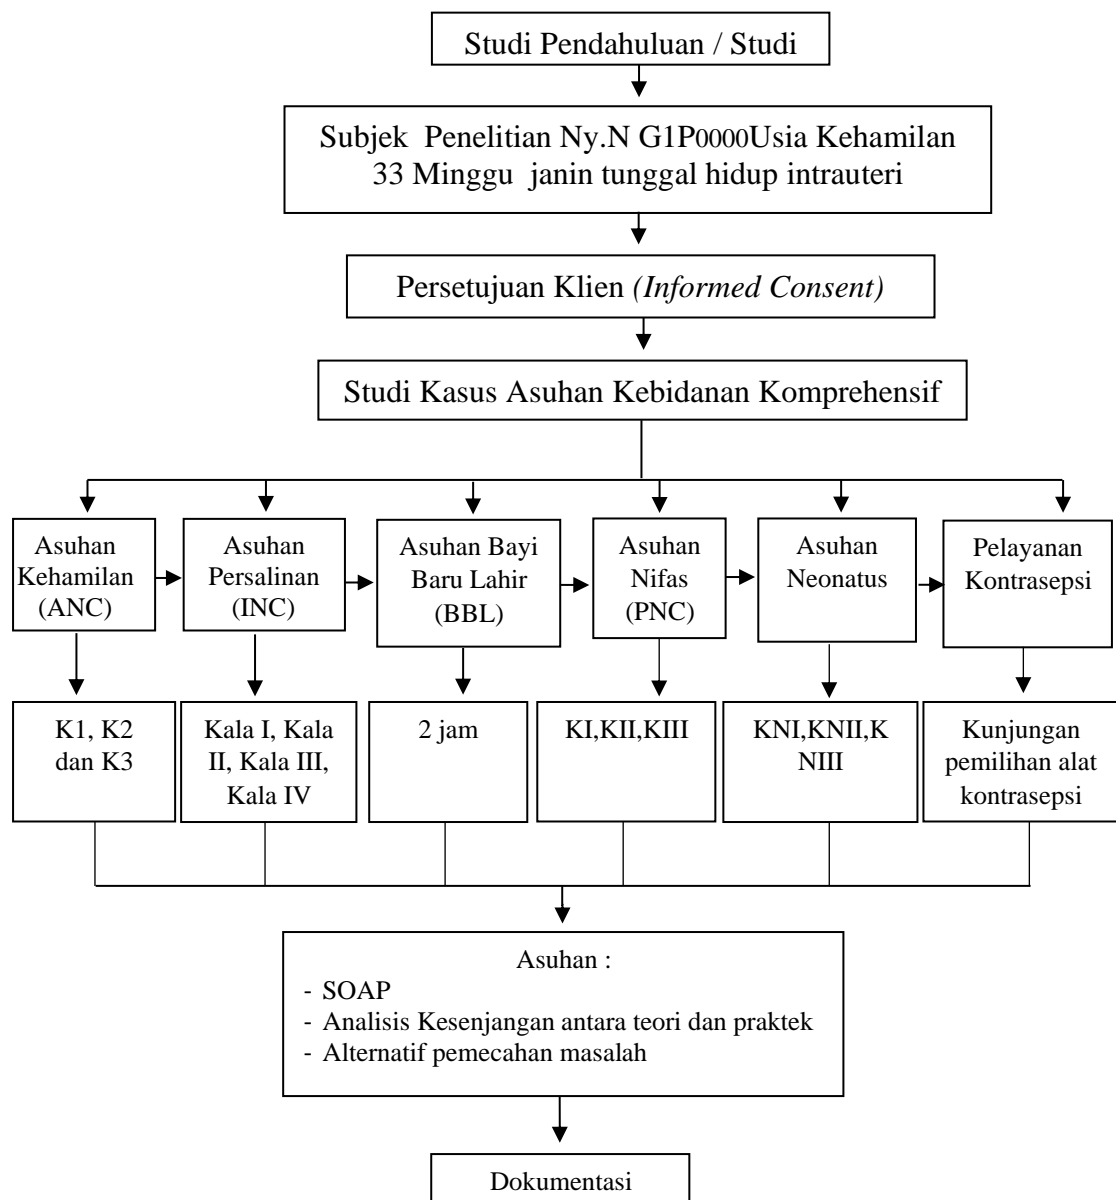 Studi Pendahuluan / Studi
Subjek Penelitian Ny.N G1P0000Usia Kehamilan
33 Minggu janin tunggal hidup intrauteri
Persetujuan Klien (Informed Consent)
Studi Kasus Asuhan Kebidanan Komprehensif
Asuhan
Kehamilan
(ANC)
Asuhan
Persalinan
(INC)
Asuhan Bayi
Baru Lahir
(BBL)
Asuhan
Nifas
(PNC)
Asuhan
Neonatus
Pelayanan
Kontrasepsi
K1, K2
dan K3
Kala I, Kala
II, Kala III,
Kala IV
2 jam
KI,KII,KIII
KNI,KNII,K
NIII
Kunjungan
pemilihan alat
kontrasepsi
Asuhan :
- SOAP
- Analisis Kesenjangan antara teori dan praktek
- Alternatif pemecahan masalah
Dokumentasi